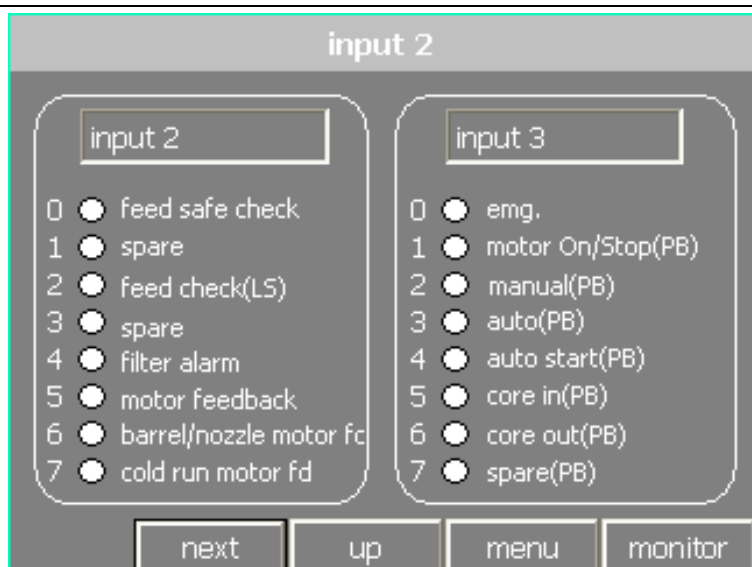 input 2
input 2
0 feed safe check
1 spare
2 feed check(LS)
3 spare
4 filter alarm
5 motor feedback
6 barrel/nozzle motor fc
7 cold run motor fd
input 3
0 emg.
1 motor On/Stop(PB)
2 manual(PB)
3 auto(PB)
4 auto start(PB)
5 core in(PB)
6 core out(PB)
7 spare(PB)
next up menu monitor